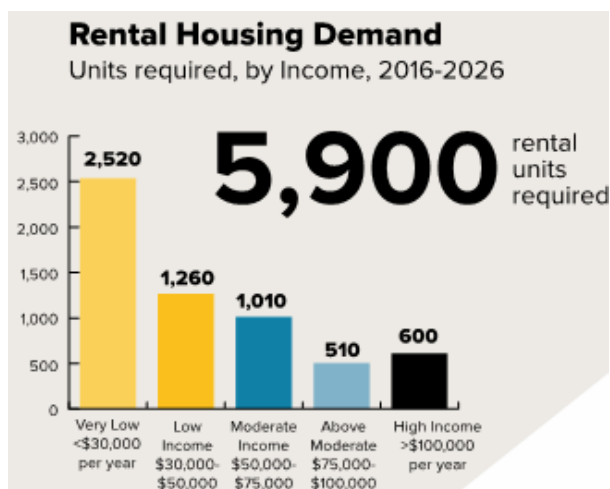 Rental Housing Demand
Units required, by Income, 2016-2026
5,900
rental
units
required
3,000
2,500
2,000
1,500
1,000
500
0
2,520
1,260
1,010
510
600
Very Low
<$30,000
per year
Low
Income
$30,000-
$50,000
Moderate
Income
$50,000-
$75,000
Above
Moderate
$75,000-
$100,000
High Income
>$100,000
per year